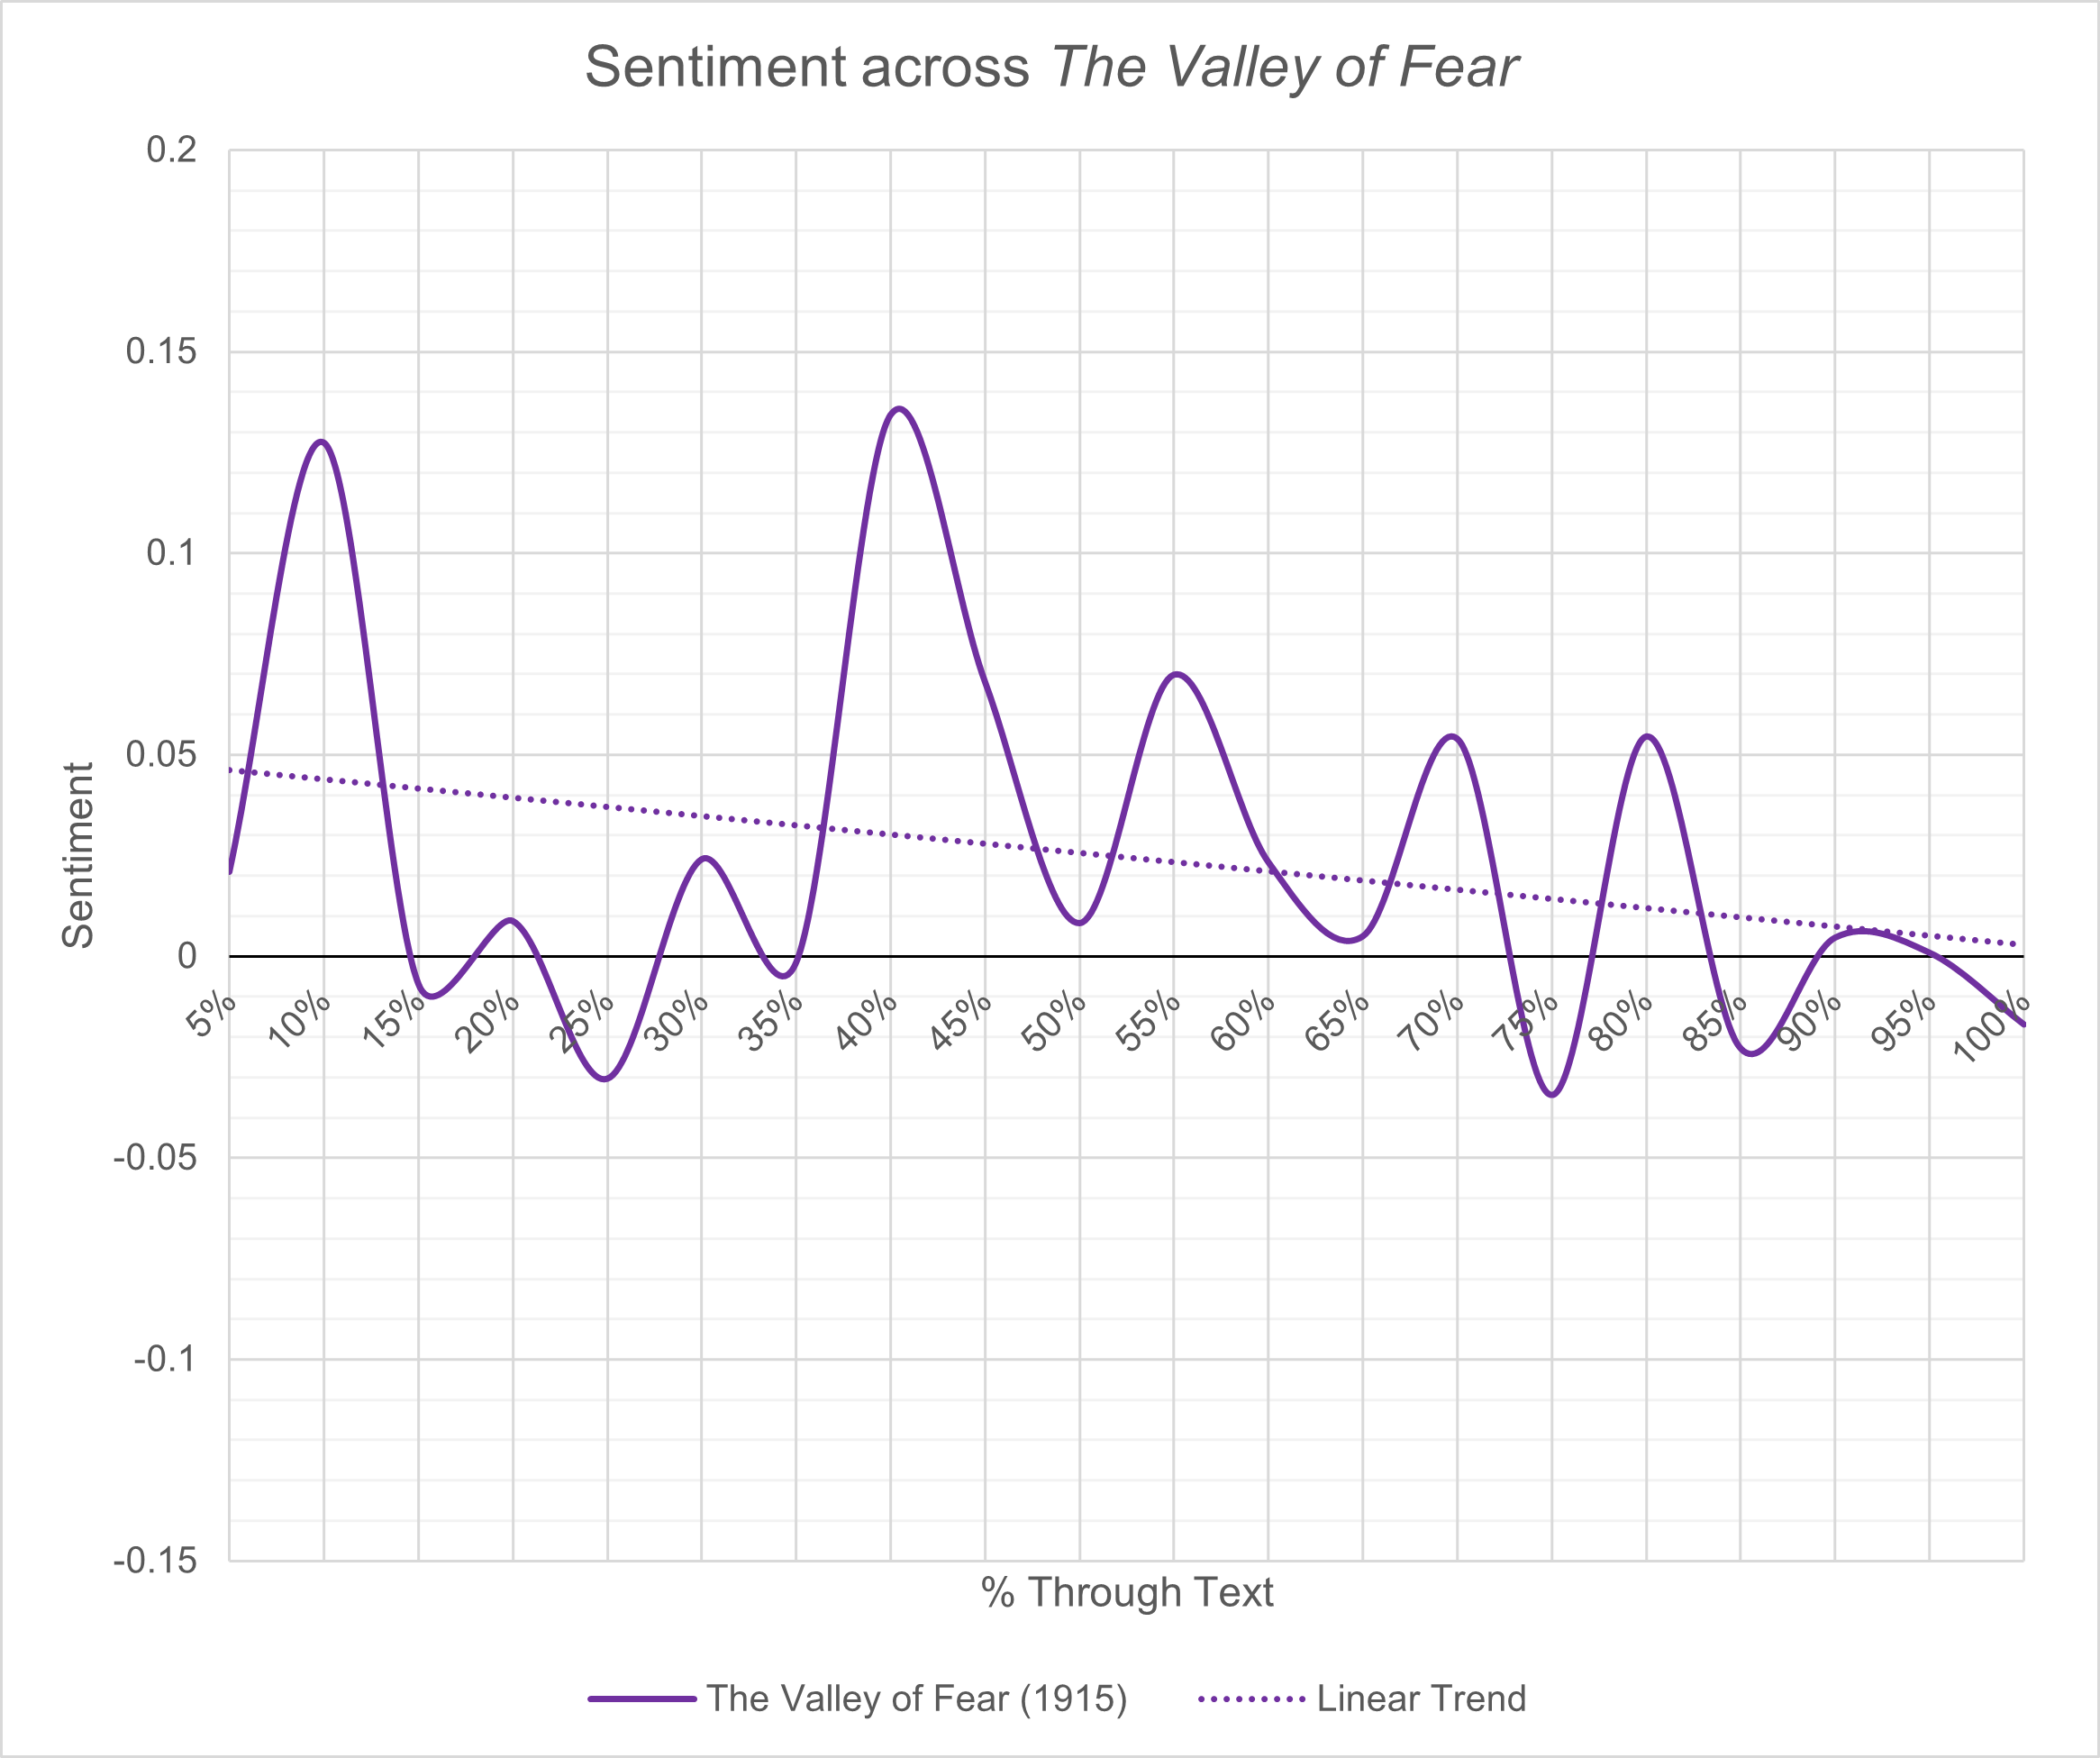 Sentiment across The Valley of Fear
0.2
0.15
0.1
0.05
0
-0.05
-0.1
-0.15
Sentiment
5% 10% 15% 20% 25% 30% 35% 40% 45% 50% 55% 60% 65% 70% 75% 80% 85% 90% 95% 100%
% Through Text
The Valley of Fear (1915) Linear Trend